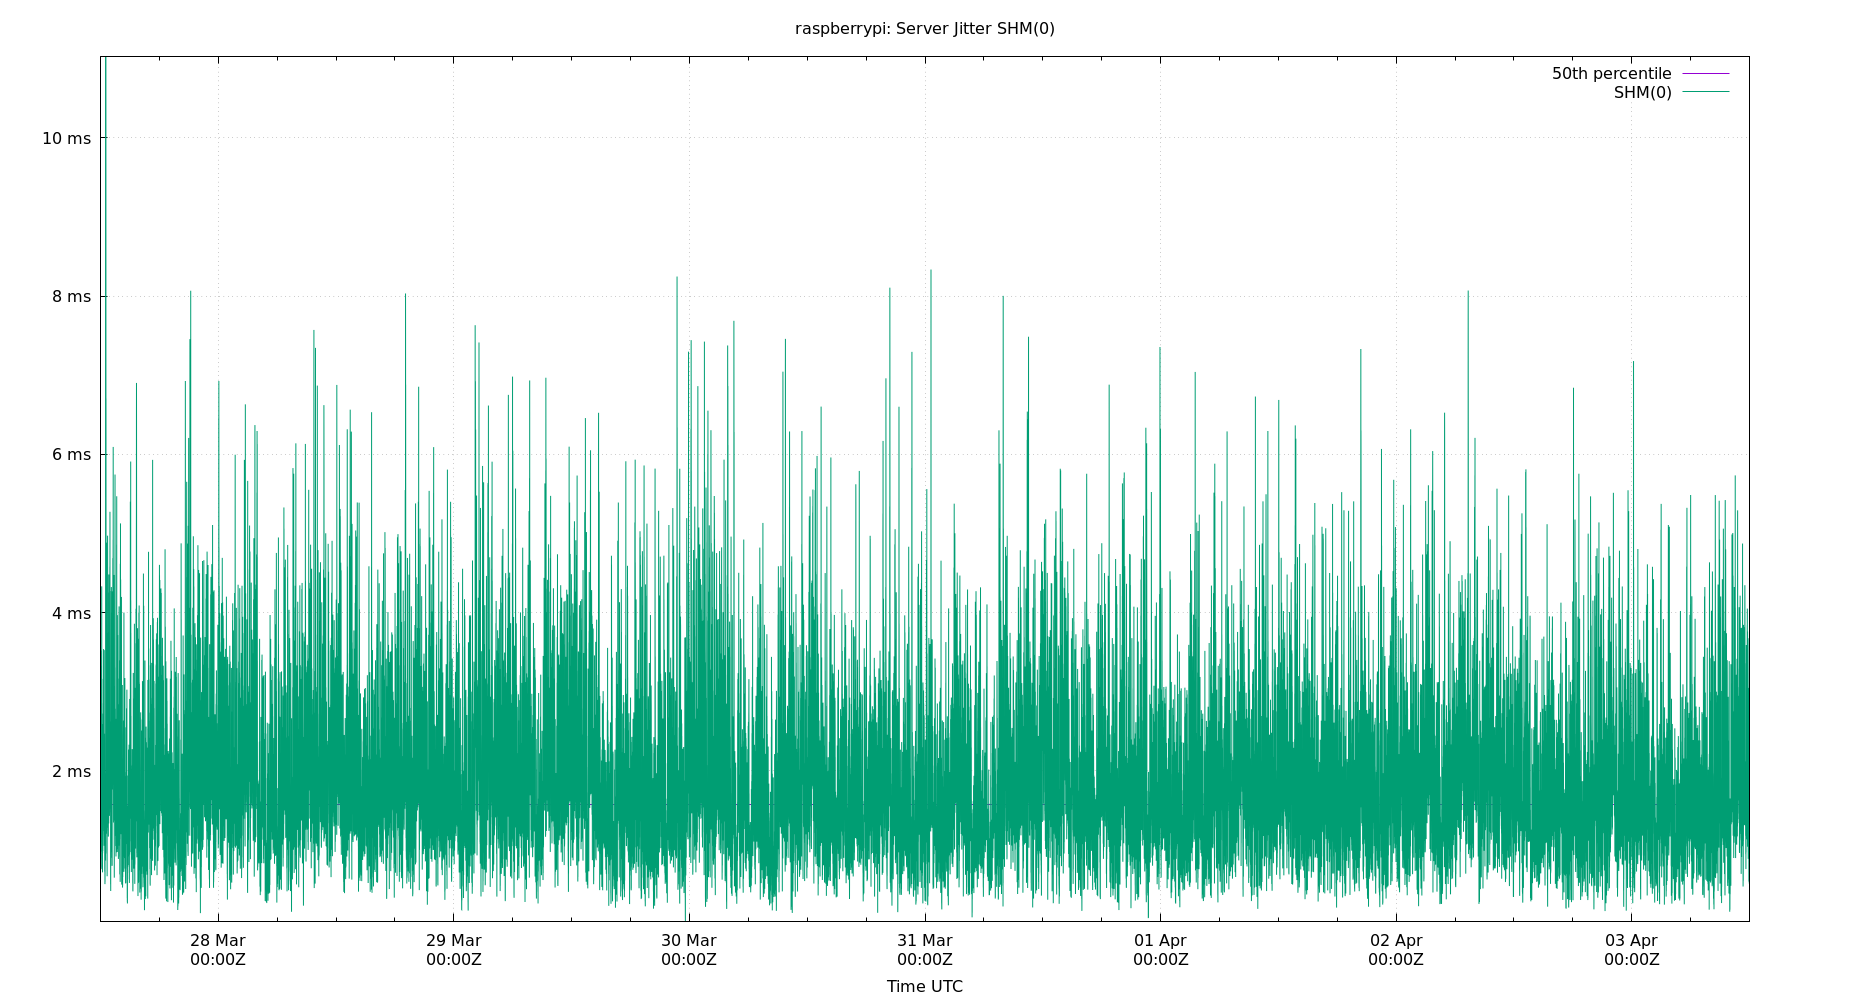 raspberrypi: Server Jitter SHM(0)
50th percentile
SHM(0)
10 ms
8 ms
6 ms
4 ms
2 ms
28 Mar 29 Mar 30 Mar 31 Mar 01 Apr 02 Apr 03 Apr
00:00Z 00:00Z 00:00Z 00:00Z 00:00Z 00:00Z 00:00Z
Time UTC